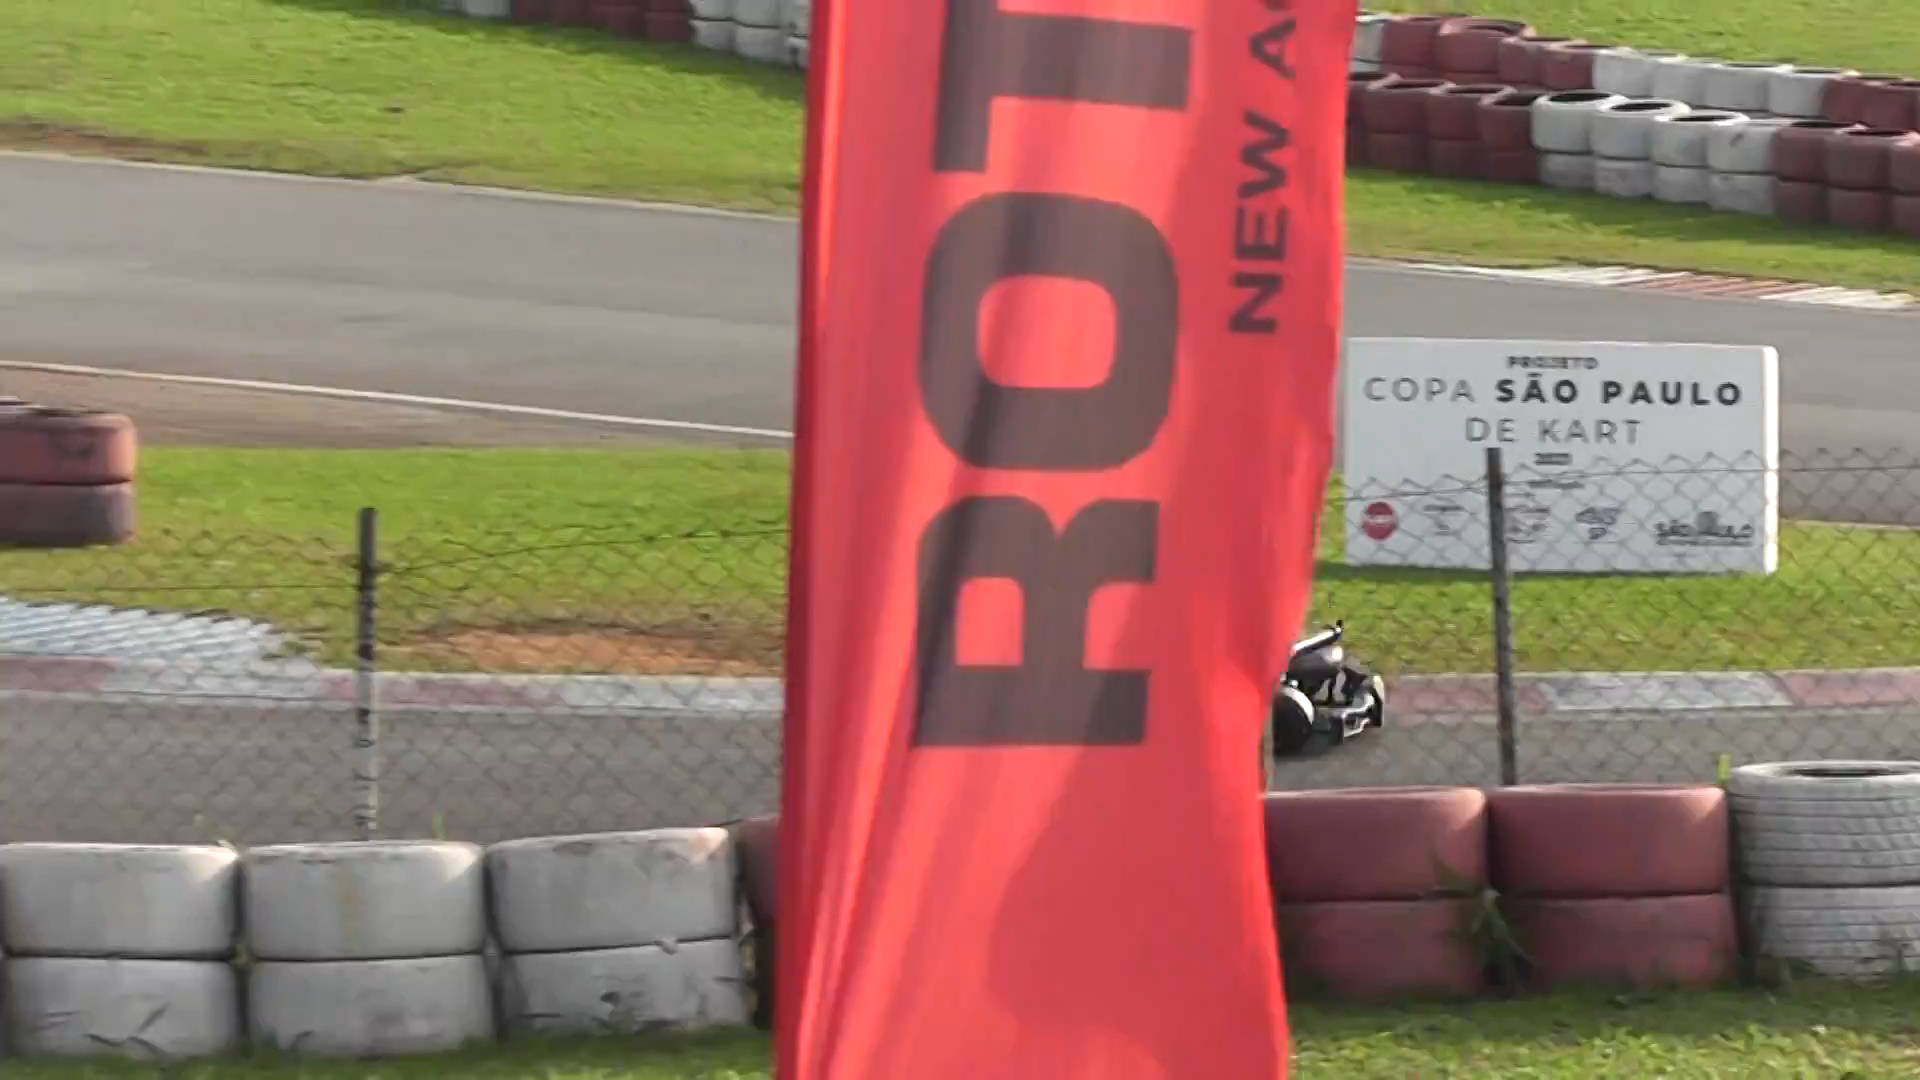 ROT
NEW A
PROJETO
COPA SÃO PAULO
DE KART